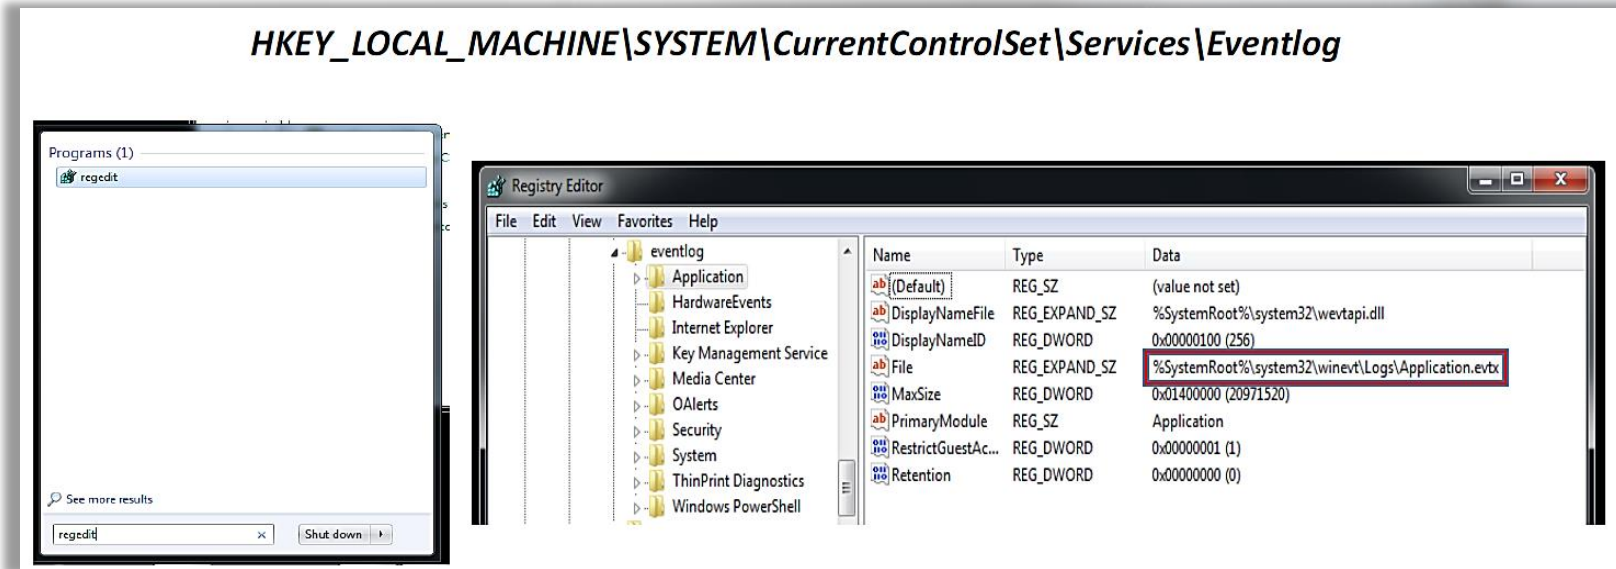 HKEY_LOCAL_MACHINE\SYSTEM\CurrentControlSet\Services\Eventlog
Programs (1)
regedit
See more results
regedit
Shut down
Registry Editor
File Edit View Favorites Help
eventlog
Application
HardwareEvents
Internet Explorer
Key Management Service
Media Center
OAlerts
Security
System
ThinPrint Diagnostics
Windows PowerShell
Name Type Data
(Default) REG_SZ (value not set)
DisplayNameFile REG_EXPAND_SZ %SystemRoot%\system32\wevtapi.dll
DisplayNameID REG_DWORD 0x00000100 (256)
File REG_EXPAND_SZ %SystemRoot%\system32\winevt\Logs\Application.evtx
MaxSize REG_DWORD 0x01400000 (20971520)
PrimaryModule REG_SZ Application
RestrictGuestAc... REG_DWORD 0x00000001 (1)
Retention REG_DWORD 0x00000000 (0)